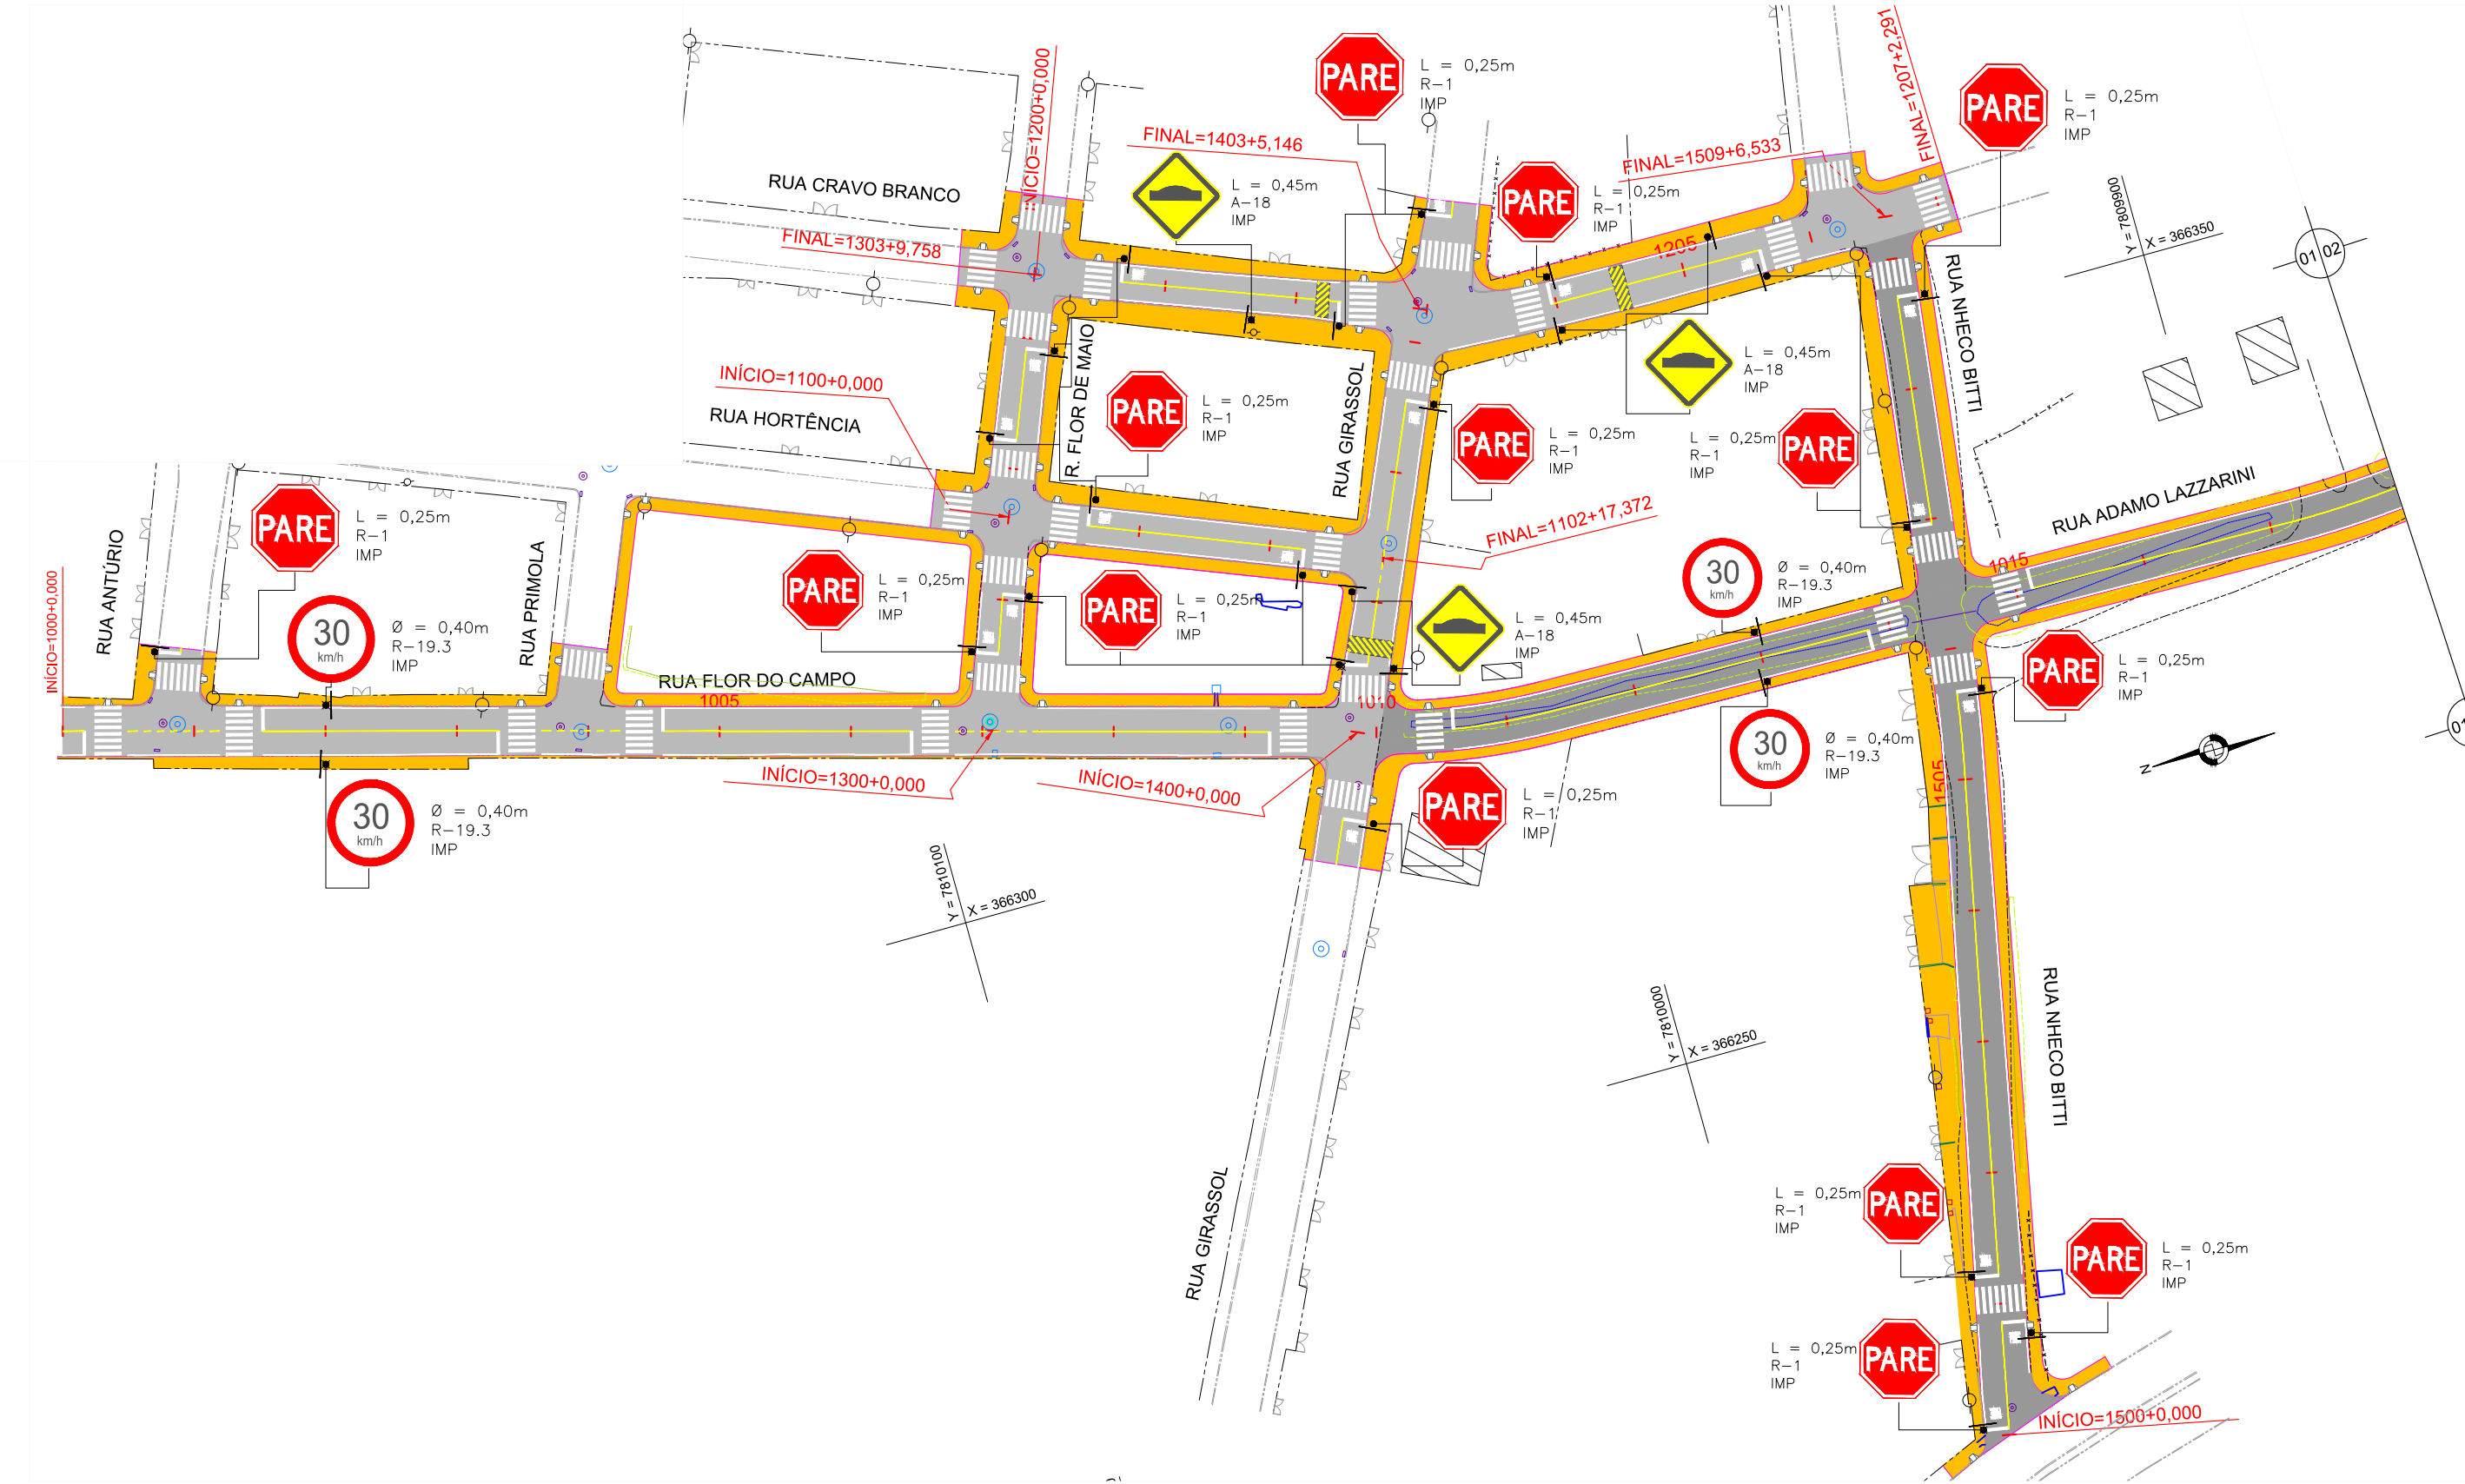 INÍCIO=1200+0,000
PARE
L = 0,25m
R-1
IMP
FINAL=1207+2,291
PARE
L = 0,25m
R-1
IMP
FINAL=1403+5,146
L = 0,45m
A-18
IMP
PARE
L = 0,25m
R-1
IMP
FINAL=1509+6,533
RUA CRAVO BRANCO
FINAL=1303+9,758
1205
Y = 7809900
X = 366350
01
02
RUA NHECO BITTI
R. FLOR DE MAIO
RUA GIRASSOL
L = 0,45m
A-18
IMP
INÍCIO=1100+0,000
RUA HORTÊNCIA
PARE
L = 0,25m
R-1
IMP
PARE
L = 0,25m
R-1
IMP
L = 0,25m
R-1
IMP
PARE
RUA ADAMO LAZZARINI
FINAL=1102+17,372
INÍCIO=1000+0,000
RUA ANTÚRIO
PARE
L = 0,25m
R-1
IMP
RUA PRIMOLA
30
km/h
Ø = 0,40m
R-19.3
IMP
PARE
L = 0,25m
R-1
IMP
PARE
L = 0,25m
R-1
IMP
L = 0,45m
A-18
IMP
30
km/h
Ø = 0,40m
R-19.3
IMP
1015
PARE
L = 0,25m
R-1
IMP
RUA FLOR DO CAMPO
1005
1010
30
km/h
Ø = 0,40m
R-19.3
IMP
01
N
INÍCIO=1300+0,000
INÍCIO=1400+0,000
1505
30
km/h
Ø = 0,40m
R-19.3
IMP
PARE
L = 0,25m
R-1
IMP
Y = 7810100
X = 366300
Y = 7810000
X = 366250
RUA NHECO BITTI
RUA GIRASSOL
L = 0,25m
R-1
IMP
PARE
PARE
L = 0,25m
R-1
IMP
L = 0,25m
R-1
IMP
PARE
INÍCIO=1500+0,000